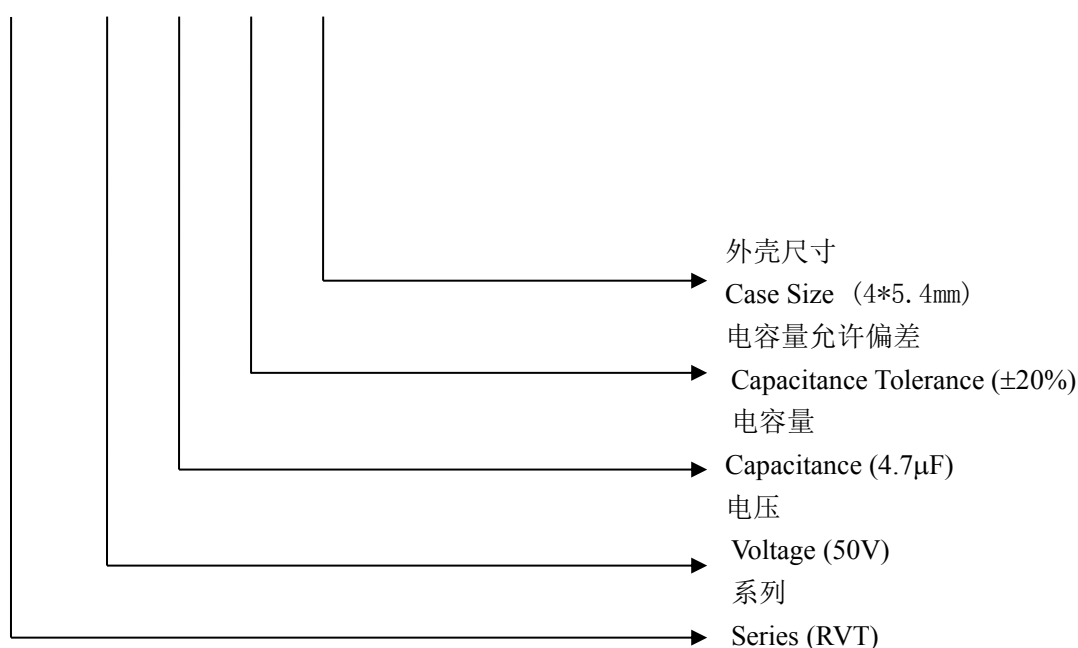 外壳尺寸
Case Size (4*5.4mm)
电容量允许偏差
Capacitance Tolerance (±20%)
电容量
Capacitance (4.7μF)
电压
Voltage (50V)
系列
Series (RVT)